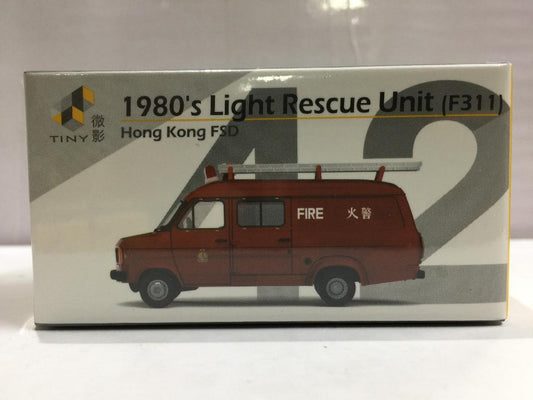 1980's Light Rescue Unit (F311)
Hong Kong FSD
TINY 微影
42
FIRE 火警